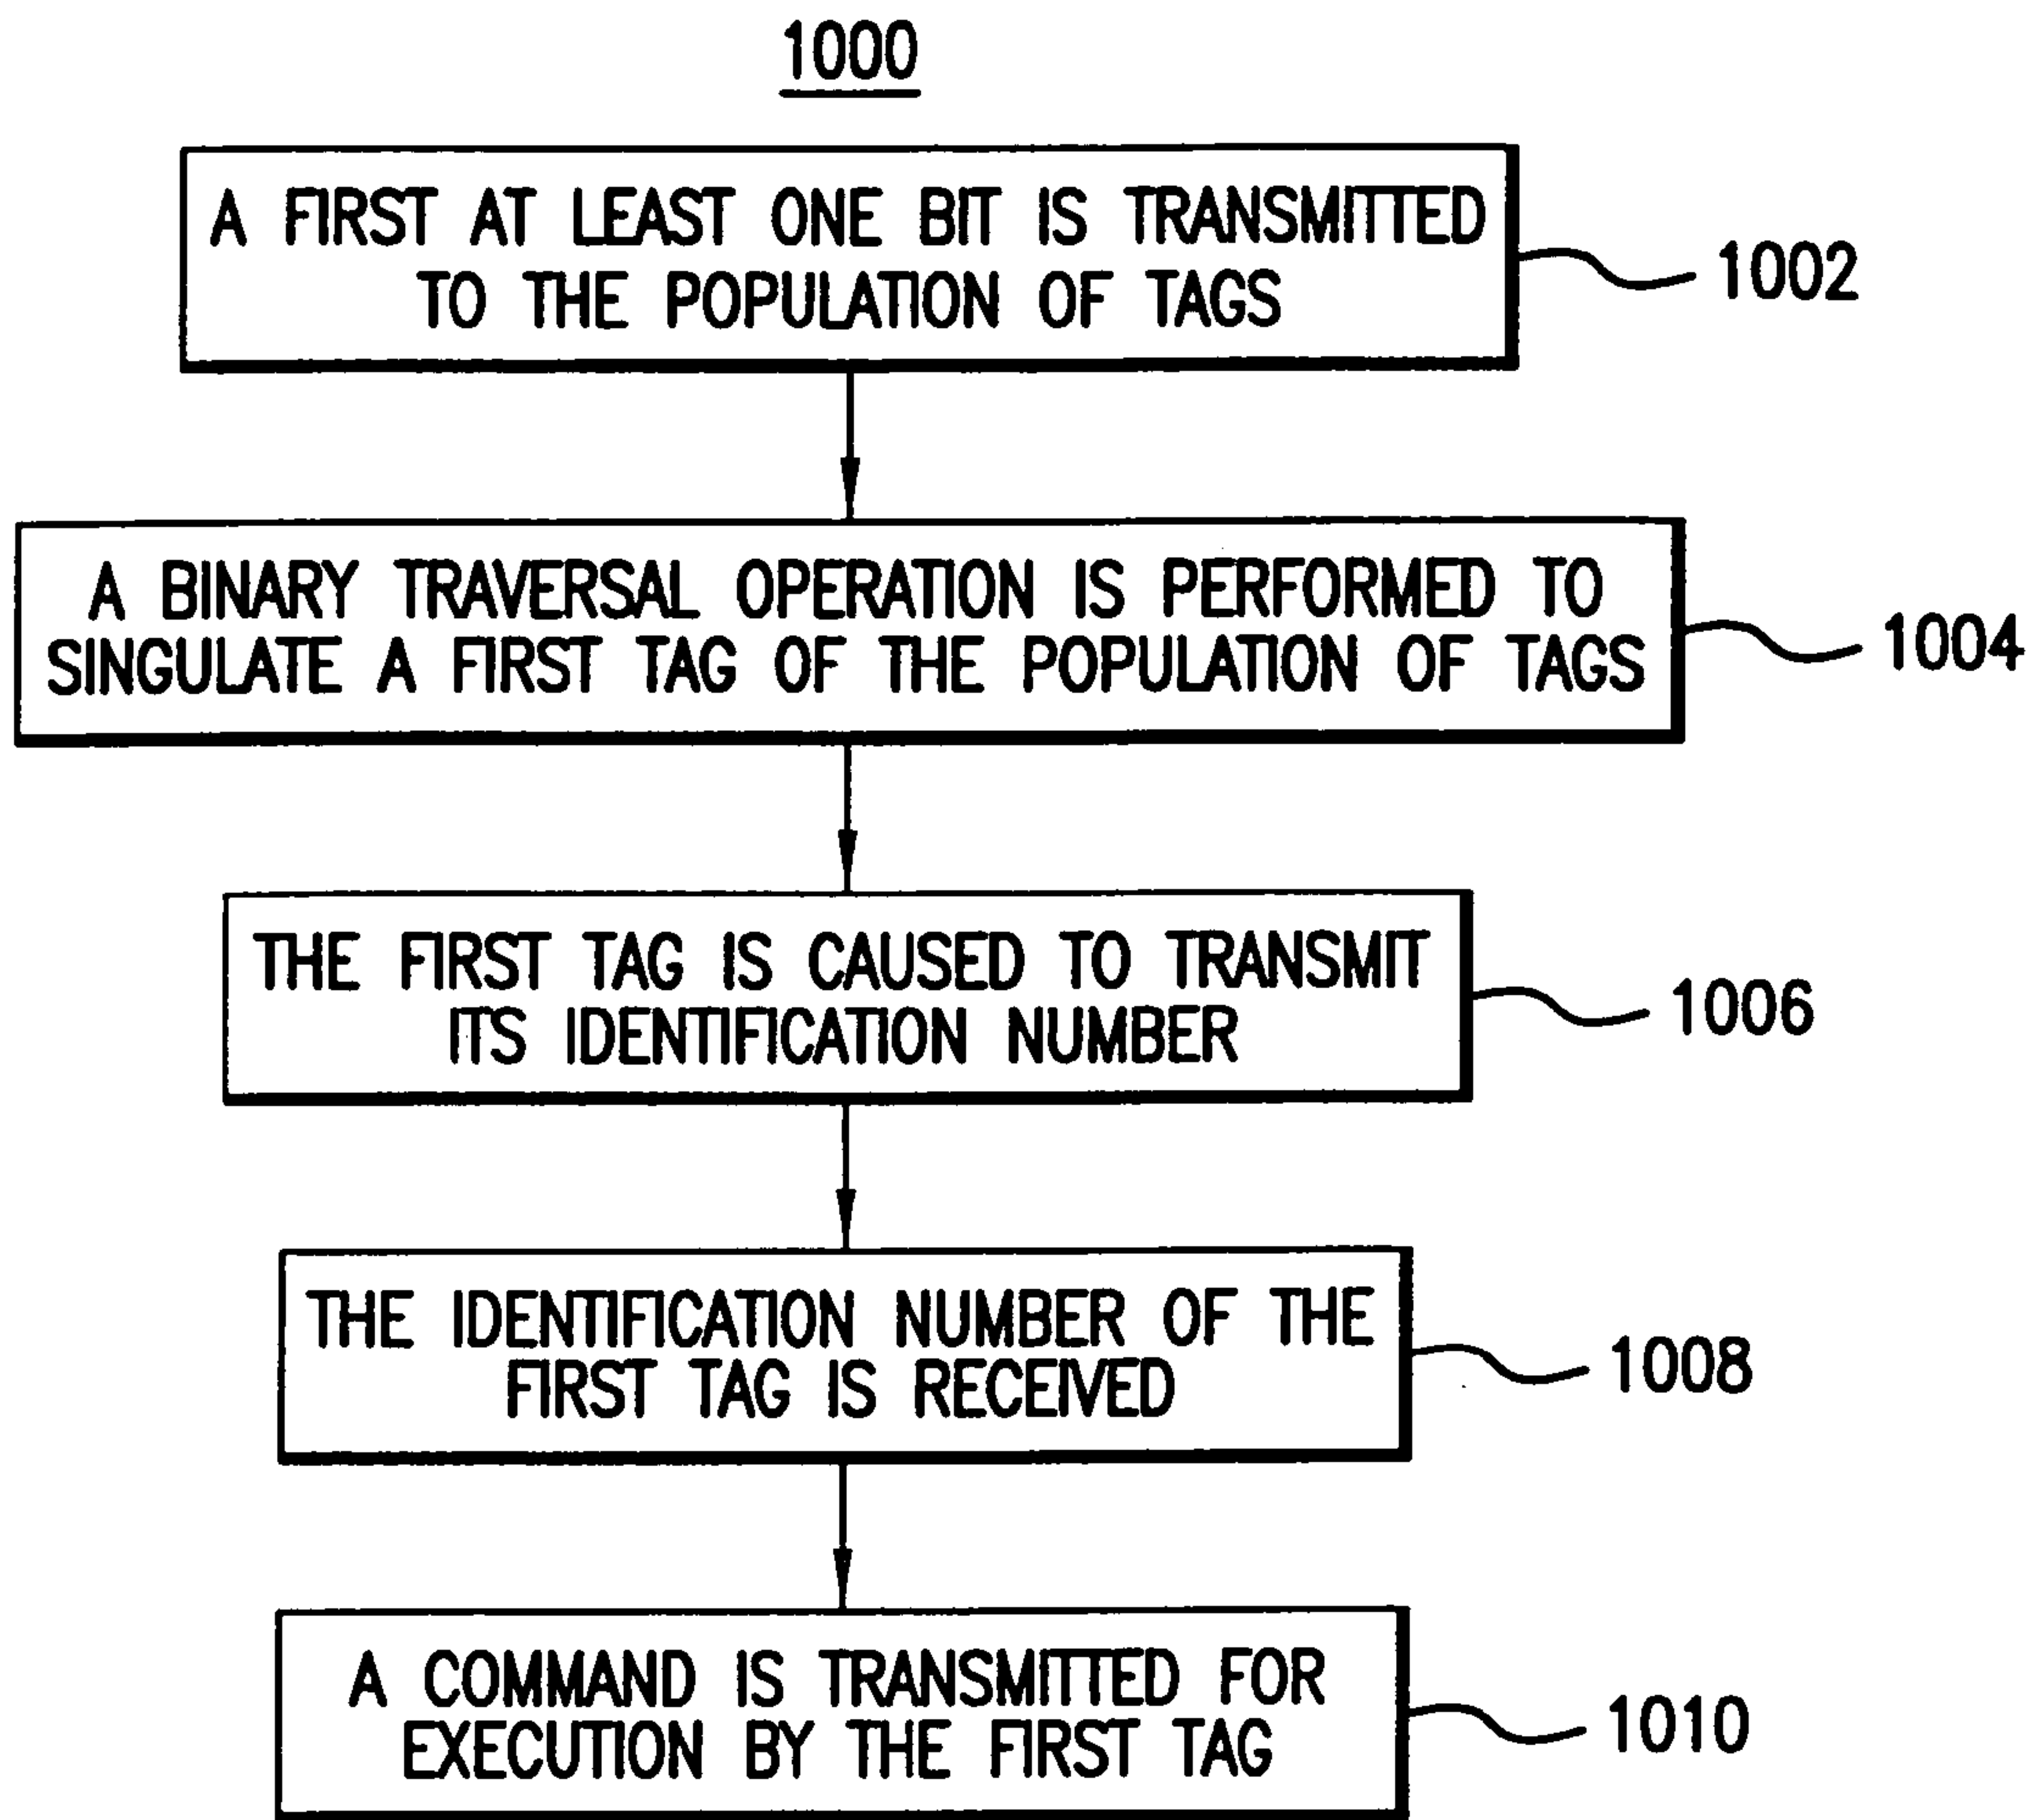 1000
A FIRST AT LEAST ONE BIT IS TRANSMITTED
TO THE POPULATION OF TAGS
1002
A BINARY TRAVERSAL OPERATION IS PERFORMED TO
SINGULATE A FIRST TAG OF THE POPULATION OF TAGS
1004
THE FIRST TAG IS CAUSED TO TRANSMIT
ITS IDENTIFICATION NUMBER
1006
THE IDENTIFICATION NUMBER OF THE
FIRST TAG IS RECEIVED
1008
A COMMAND IS TRANSMITTED FOR
EXECUTION BY THE FIRST TAG
1010